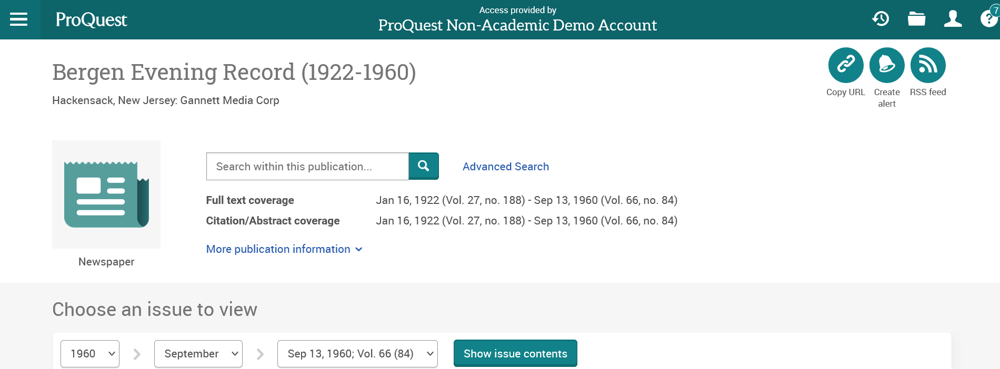 ProQuest
Access provided by
ProQuest Non-Academic Demo Account
?
7
Bergen Evening Record (1922-1960)
Hackensack, New Jersey: Gannett Media Corp
Copy URL
Create alert
RSS feed
Newspaper
Search within this publication...
Advanced Search
Full text coverage Jan 16, 1922 (Vol. 27, no. 188) - Sep 13, 1960 (Vol. 66, no. 84)
Citation/Abstract coverage Jan 16, 1922 (Vol. 27, no. 188) - Sep 13, 1960 (Vol. 66, no. 84)
More publication information
Choose an issue to view
1960 September Sep 13, 1960; Vol. 66 (84) Show issue contents